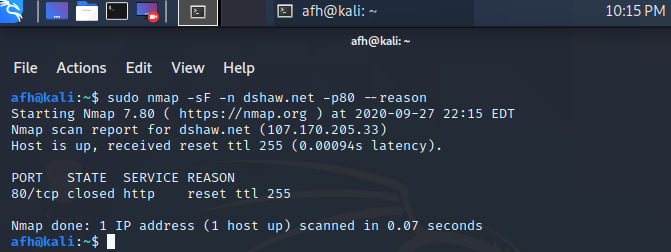 afh@kali: ~
10:15 PM
afh@kali: ~
File Actions Edit View Help
afh@kali:~$ sudo nmap -sF -n dshaw.net -p80 --reason
Starting Nmap 7.80 ( https://nmap.org ) at 2020-09-27 22:15 EDT
Nmap scan report for dshaw.net (107.170.205.33)
Host is up, received reset ttl 255 (0.00094s latency).
PORT   STATE  SERVICE REASON
80/tcp closed http    reset ttl 255
Nmap done: 1 IP address (1 host up) scanned in 0.07 seconds
afh@kali:~$